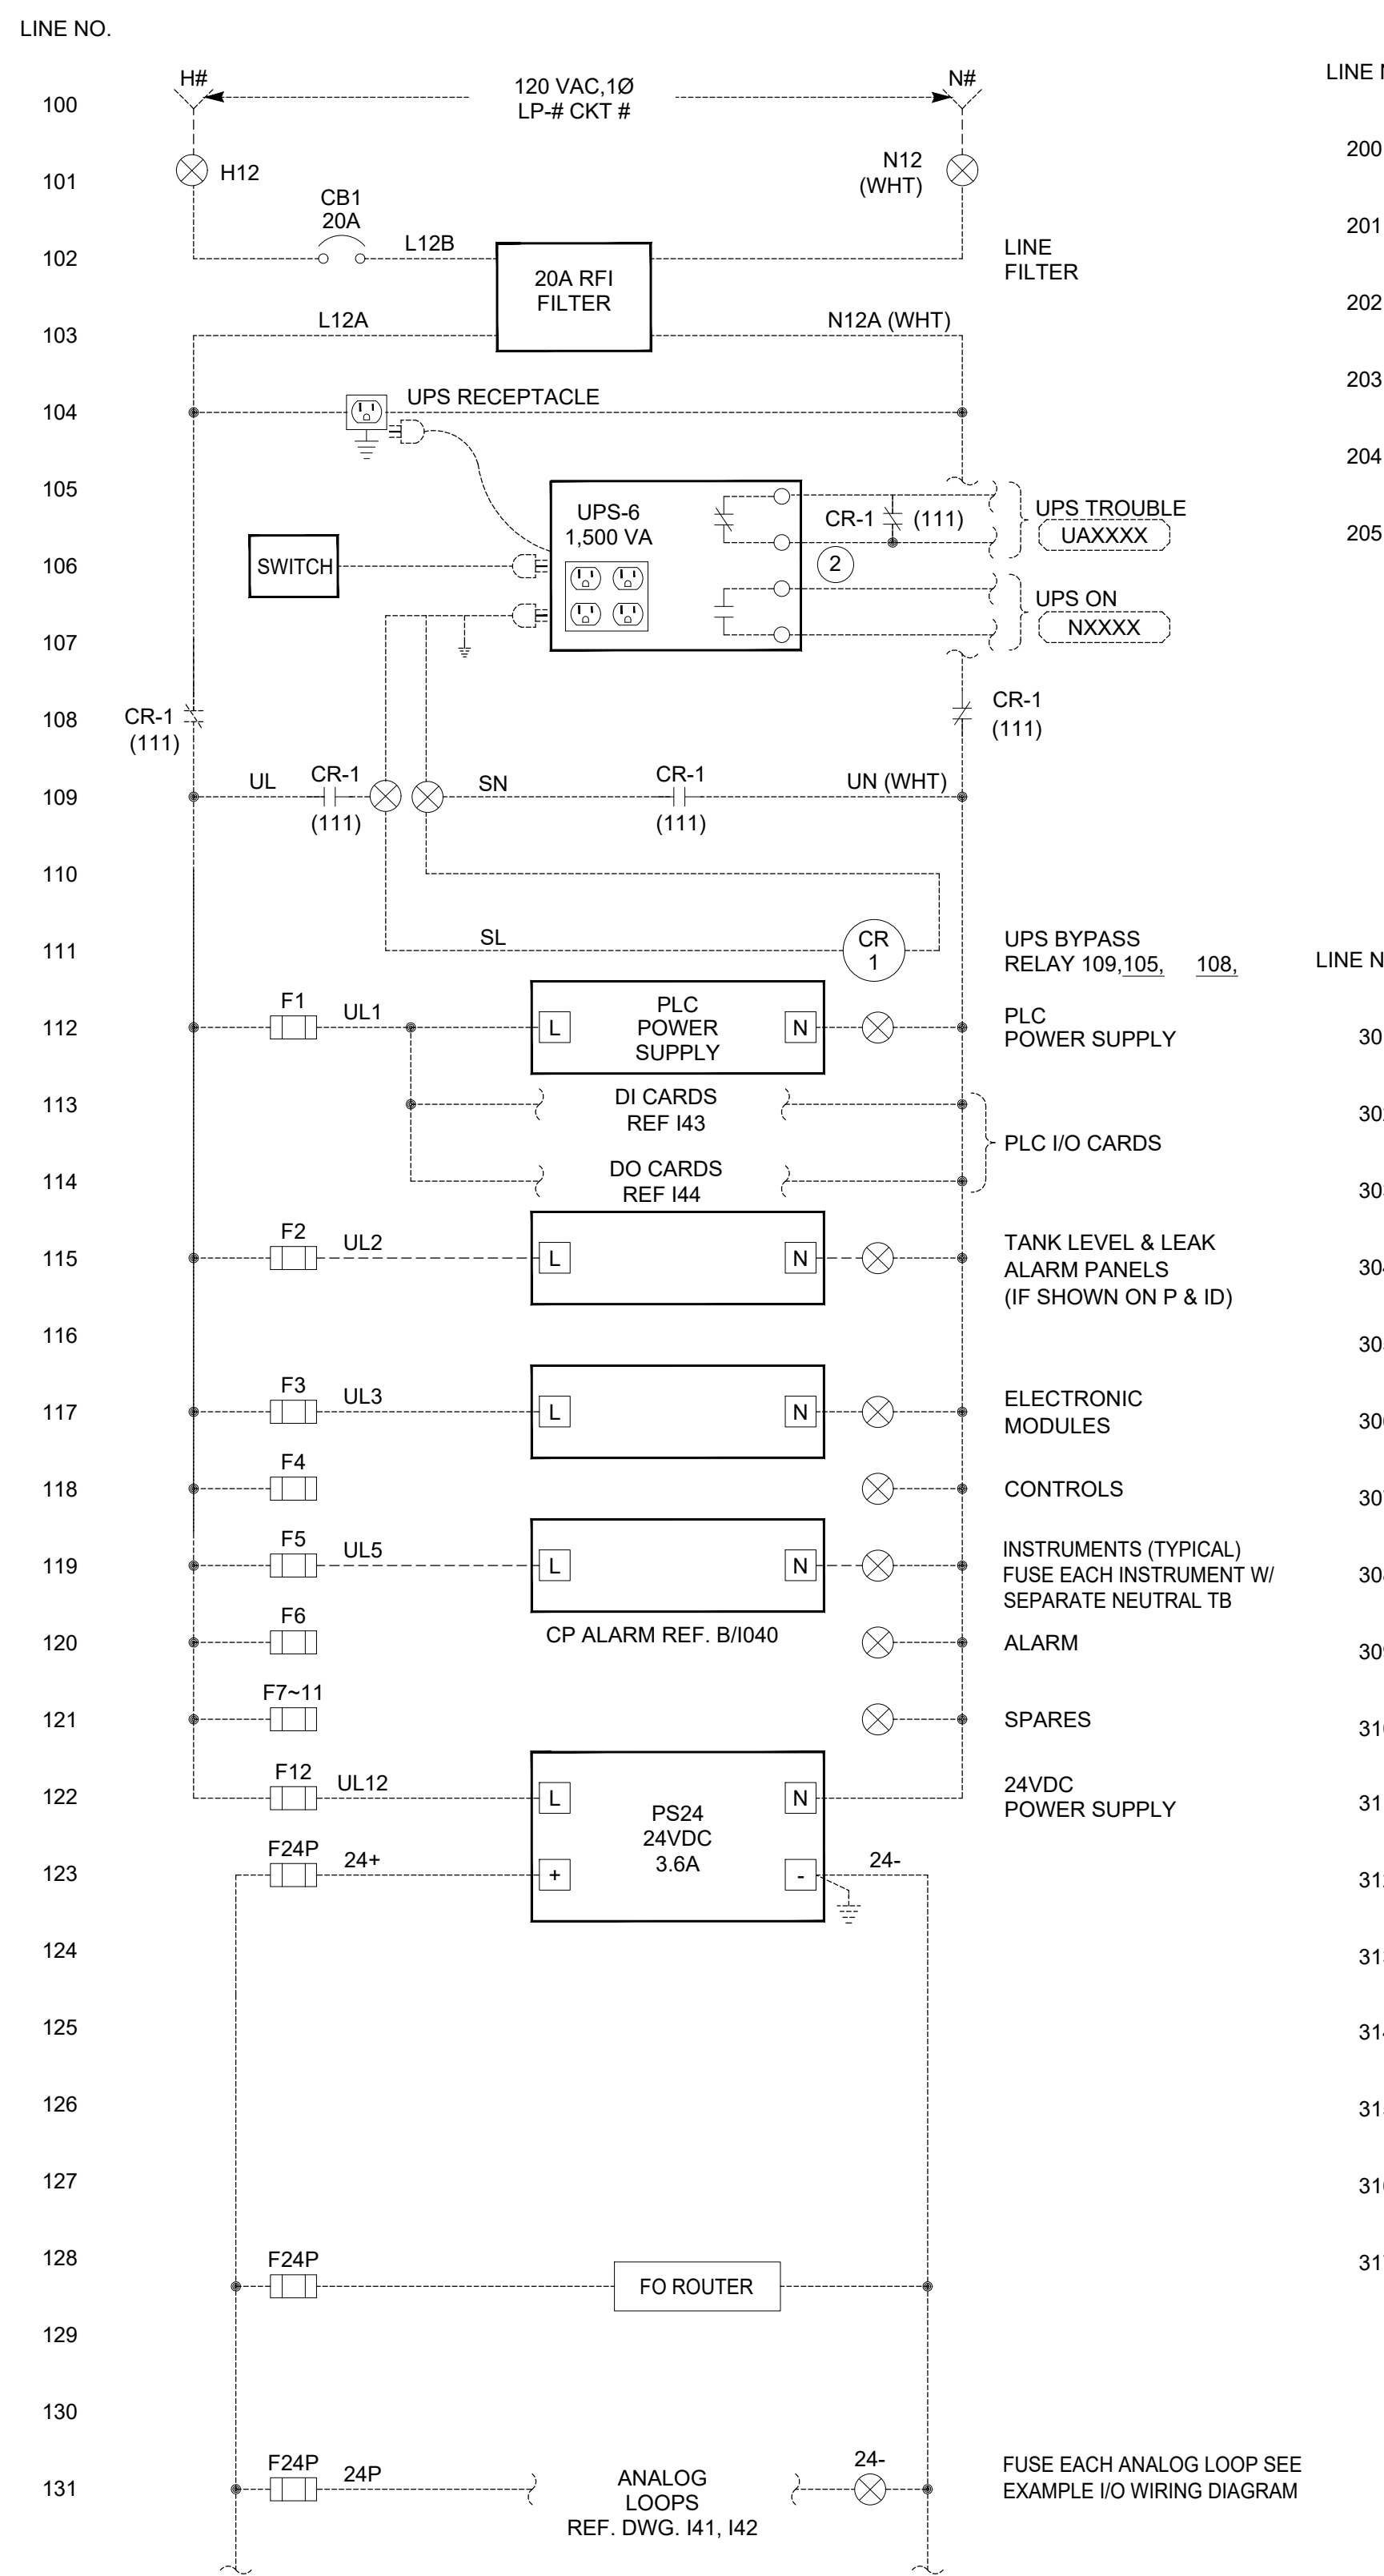 LINE NO.
H#
120 VAC,1Ø
LP-# CKT #
N#
100
101
H12
N12
(WHT)
CB1
20A
102
L12B
20A RFI
FILTER
LINE
FILTER
103
L12A
N12A (WHT)
104
UPS RECEPTACLE
105
UPS-6
1,500 VA
CR-1
(111)
UPS TROUBLE
UAXXXX
106
SWITCH
2
UPS ON
NXXXX
107
108
CR-1
(111)
CR-1
(111)
109
UL
CR-1
(111)
SN
CR-1
(111)
UN (WHT)
110
111
SL
CR
1
UPS BYPASS
RELAY 109,105, 108,
112
F1
UL1
L
PLC
POWER
SUPPLY
N
PLC
POWER SUPPLY
113
DI CARDS
REF I43
PLC I/O CARDS
114
DO CARDS
REF I44
115
F2
UL2
L
N
TANK LEVEL & LEAK
ALARM PANELS
(IF SHOWN ON P & ID)
116
117
F3
UL3
L
N
ELECTRONIC
MODULES
118
F4
CONTROLS
119
F5
UL5
L
N
INSTRUMENTS (TYPICAL)
FUSE EACH INSTRUMENT W/
SEPARATE NEUTRAL TB
120
F6
CP ALARM REF. B/I040
ALARM
121
F7~11
SPARES
122
F12
UL12
L
PS24
24VDC
3.6A
N
24VDC
POWER SUPPLY
123
F24P
24+
+
-
24-
124
125
126
127
128
F24P
FO ROUTER
129
130
131
F24P
24P
ANALOG
LOOPS
REF. DWG. I41, I42
24-
FUSE EACH ANALOG LOOP SEE
EXAMPLE I/O WIRING DIAGRAM
LINE
200
201
202
203
204
205
LINE N